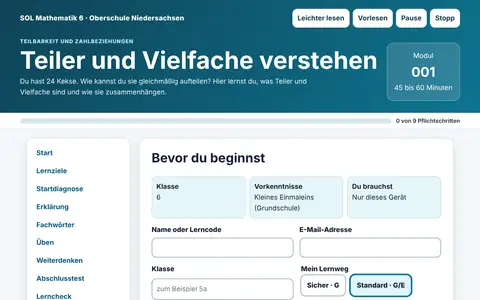 SOL Mathematik 6 · Oberschule Niedersachsen
Leichter lesen
Vorlesen
Pause
Stopp
TEILBARKEIT UND ZAHLBEZIEHUNGEN
Teiler und Vielfache verstehen
Du hast 24 Kekse. Wie kannst du sie gleichmäßig aufteilen? Hier lernst du, was Teiler und
Vielfache sind und wie sie zusammenhängen.
Modul
001
45 bis 60 Minuten
0 von 9 Pflichtschritten
Start
Lernziele
Startdiagnose
Erklärung
Fachwörter
Üben
Weiterdenken
Abschlusstest
Lerncheck
Bevor du beginnst
Klasse
6
Vorkenntnisse
Kleines Einmaleins
(Grundschule)
Du brauchst
Nur dieses Gerät
Name oder Lerncode
E-Mail-Adresse
Klasse
zum Beispiel 5a
Mein Lernweg
Sicher · G
Standard · G/E